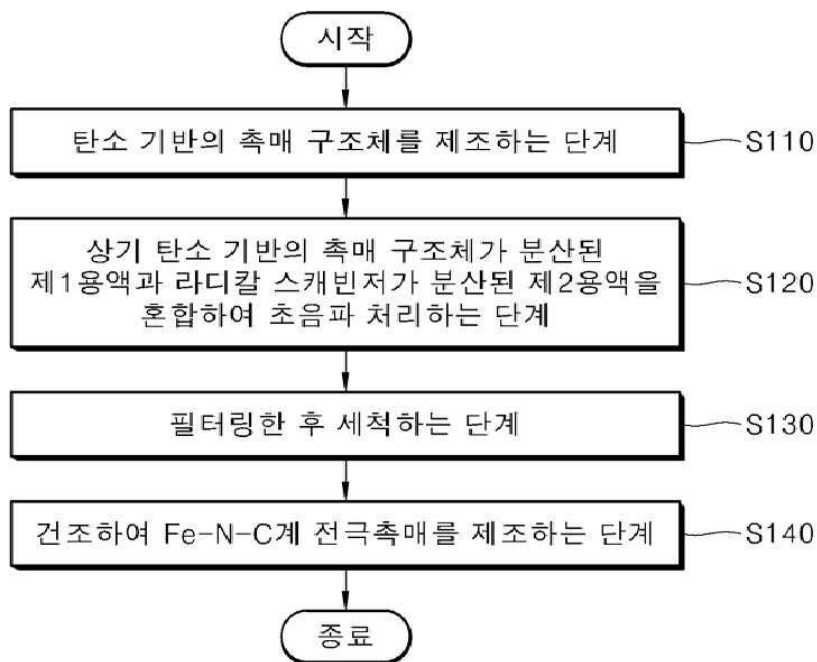 시작
탄소 기반의 촉매 구조체를 제조하는 단계
S110
상기 탄소 기반의 촉매 구조체가 분산된
제1용액과 라디칼 스캐빈저가 분산된 제2용액을
혼합하여 초음파 처리하는 단계
S120
필터링한 후 세척하는 단계
S130
건조하여 Fe-N-C계 전극촉매를 제조하는 단계
S140
종료